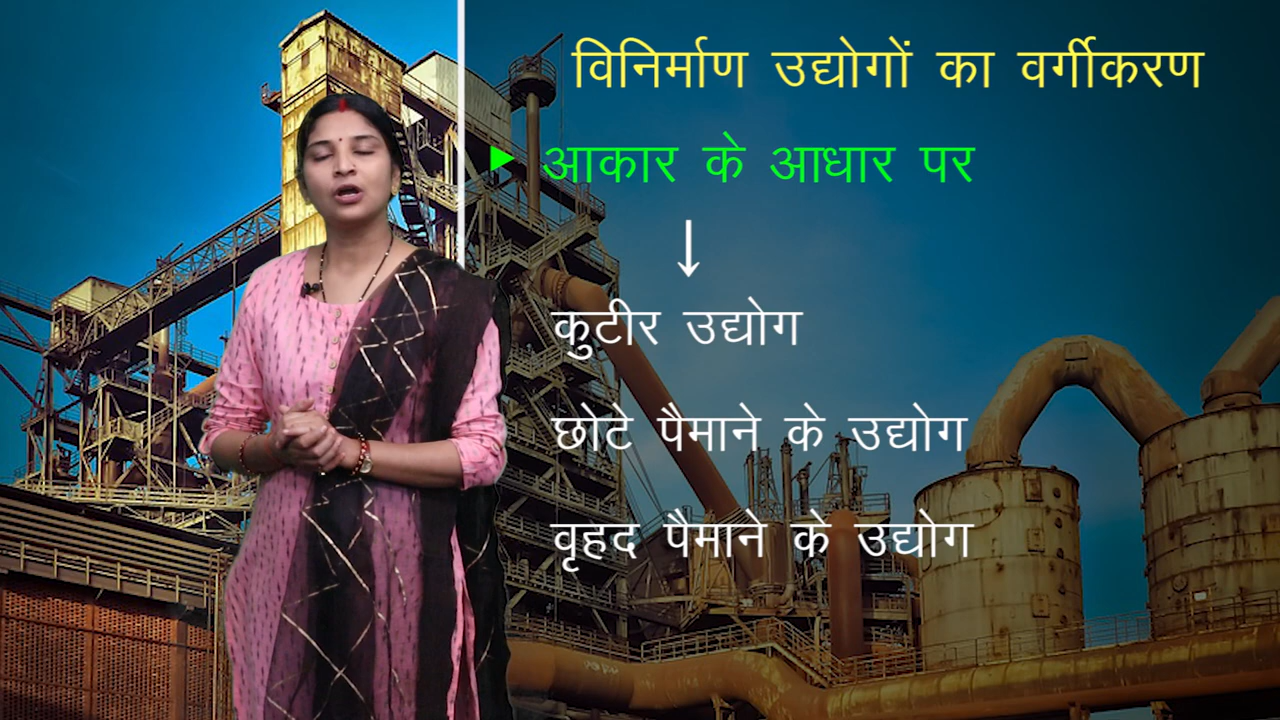 विनिर्माण उद्योगों का वर्गीकरण
▶ आकार के आधार पर
↓
कुटीर उद्योग
छोटे पैमाने के उद्योग
वृहद पैमाने के उद्योग